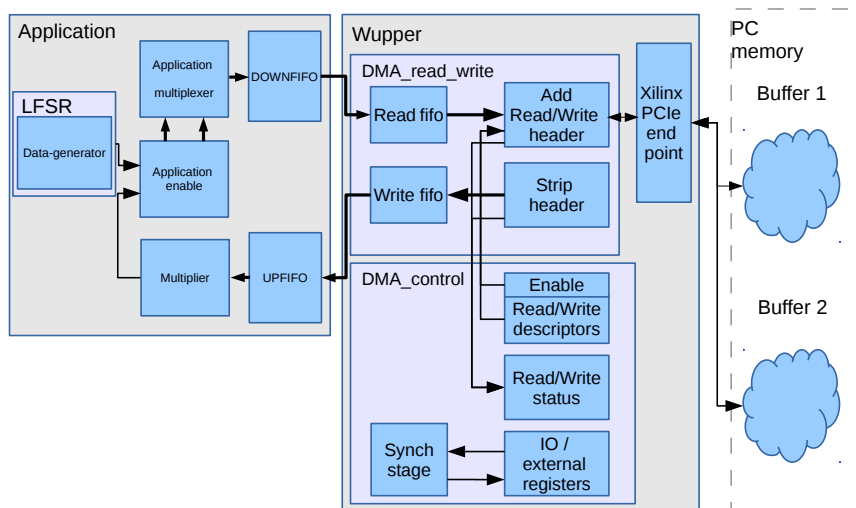 Application
Application
multiplexer
DOWNFIFO
LFSR
Data-generator
Application
enable
Multiplier
UPFIFO
Wupper
DMA_read_write
Read fifo
Add
Read/Write
header
Write fifo
Strip
header
Xilinx
PCIe
end
point
DMA_control
Enable
Read/Write
descriptors
Read/Write
status
Synch
stage
IO /
external
registers
PC
memory
Buffer 1
Buffer 2